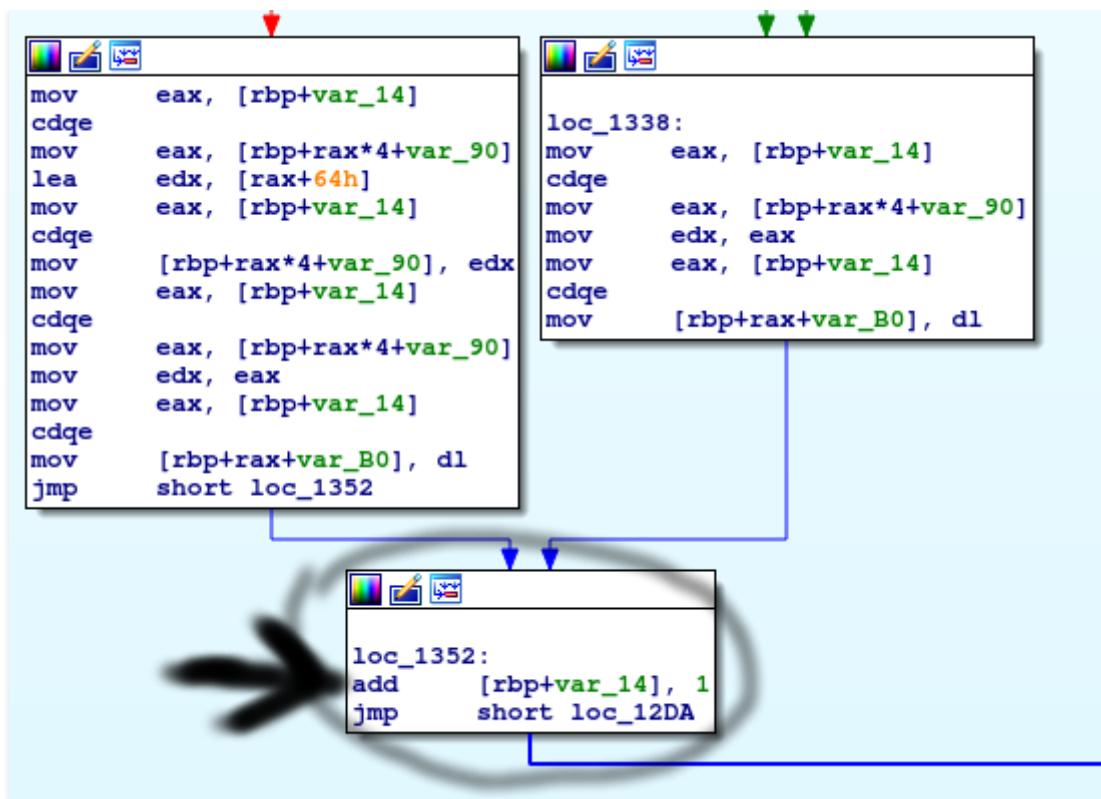 mov eax, [rbp+var_14]
cdqe
mov eax, [rbp+rax*4+var_90]
lea edx, [rax+64h]
mov eax, [rbp+var_14]
cdqe
mov [rbp+rax*4+var_90], edx
mov eax, [rbp+var_14]
cdqe
mov eax, [rbp+rax*4+var_90]
mov edx, eax
mov eax, [rbp+var_14]
cdqe
mov [rbp+rax+var_B0], dl
jmp short loc_1352
loc_1338:
mov eax, [rbp+var_14]
cdqe
mov eax, [rbp+rax*4+var_90]
mov edx, eax
mov eax, [rbp+var_14]
cdqe
mov [rbp+rax+var_B0], dl
loc_1352:
add [rbp+var_14], 1
jmp short loc_12DA